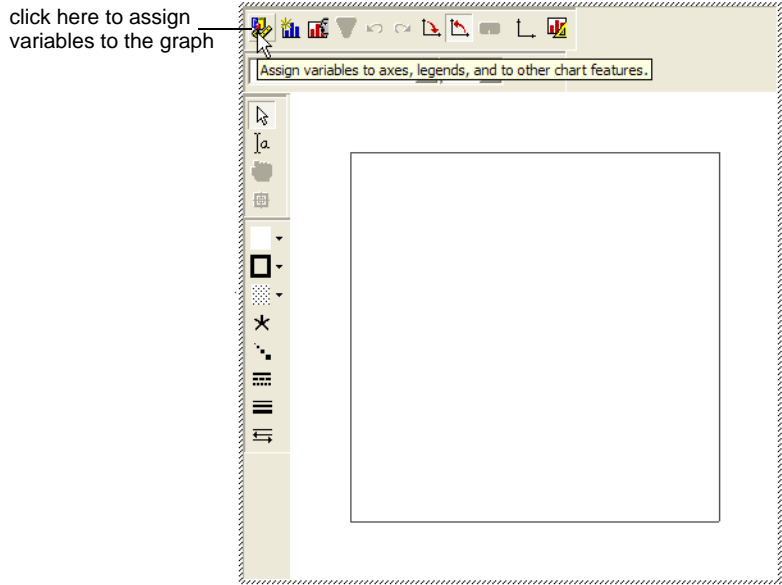 click here to assign
variables to the graph
Assign variables to axes, legends, and to other chart features.
a